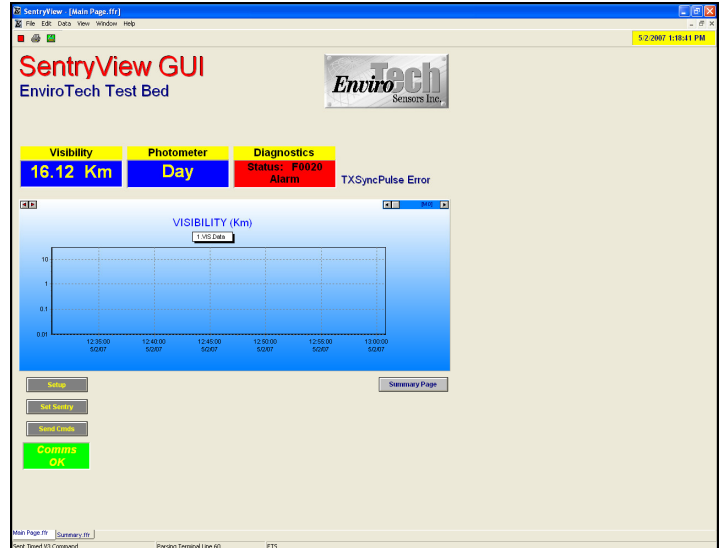 SentryView - [Main Page.ffr]
File Edit Data View Window Help
5/2/2007 1:18:41 PM
SentryView GUI
EnviroTech Test Bed
EnviroTech
Sensors Inc.
Visibility
Photometer
Diagnostics
16.12 Km
Day
Status: F0020
Alarm
TXSyncPulse Error
VISIBILITY (Km)
1.VIS.Data
10
1
0.1
0.01
12:35:00 12:40:00 12:45:00 12:50:00 12:55:00 13:00:00
5/2/07 5/2/07 5/2/07 5/2/07 5/2/07 5/2/07
Setup
Summary Page
Set Sentry
Send Cmds
Comms
OK
Main Page.ffr Summary.ffr
Sent Timed V3 Command Parsing Terminal Line 60 ETS